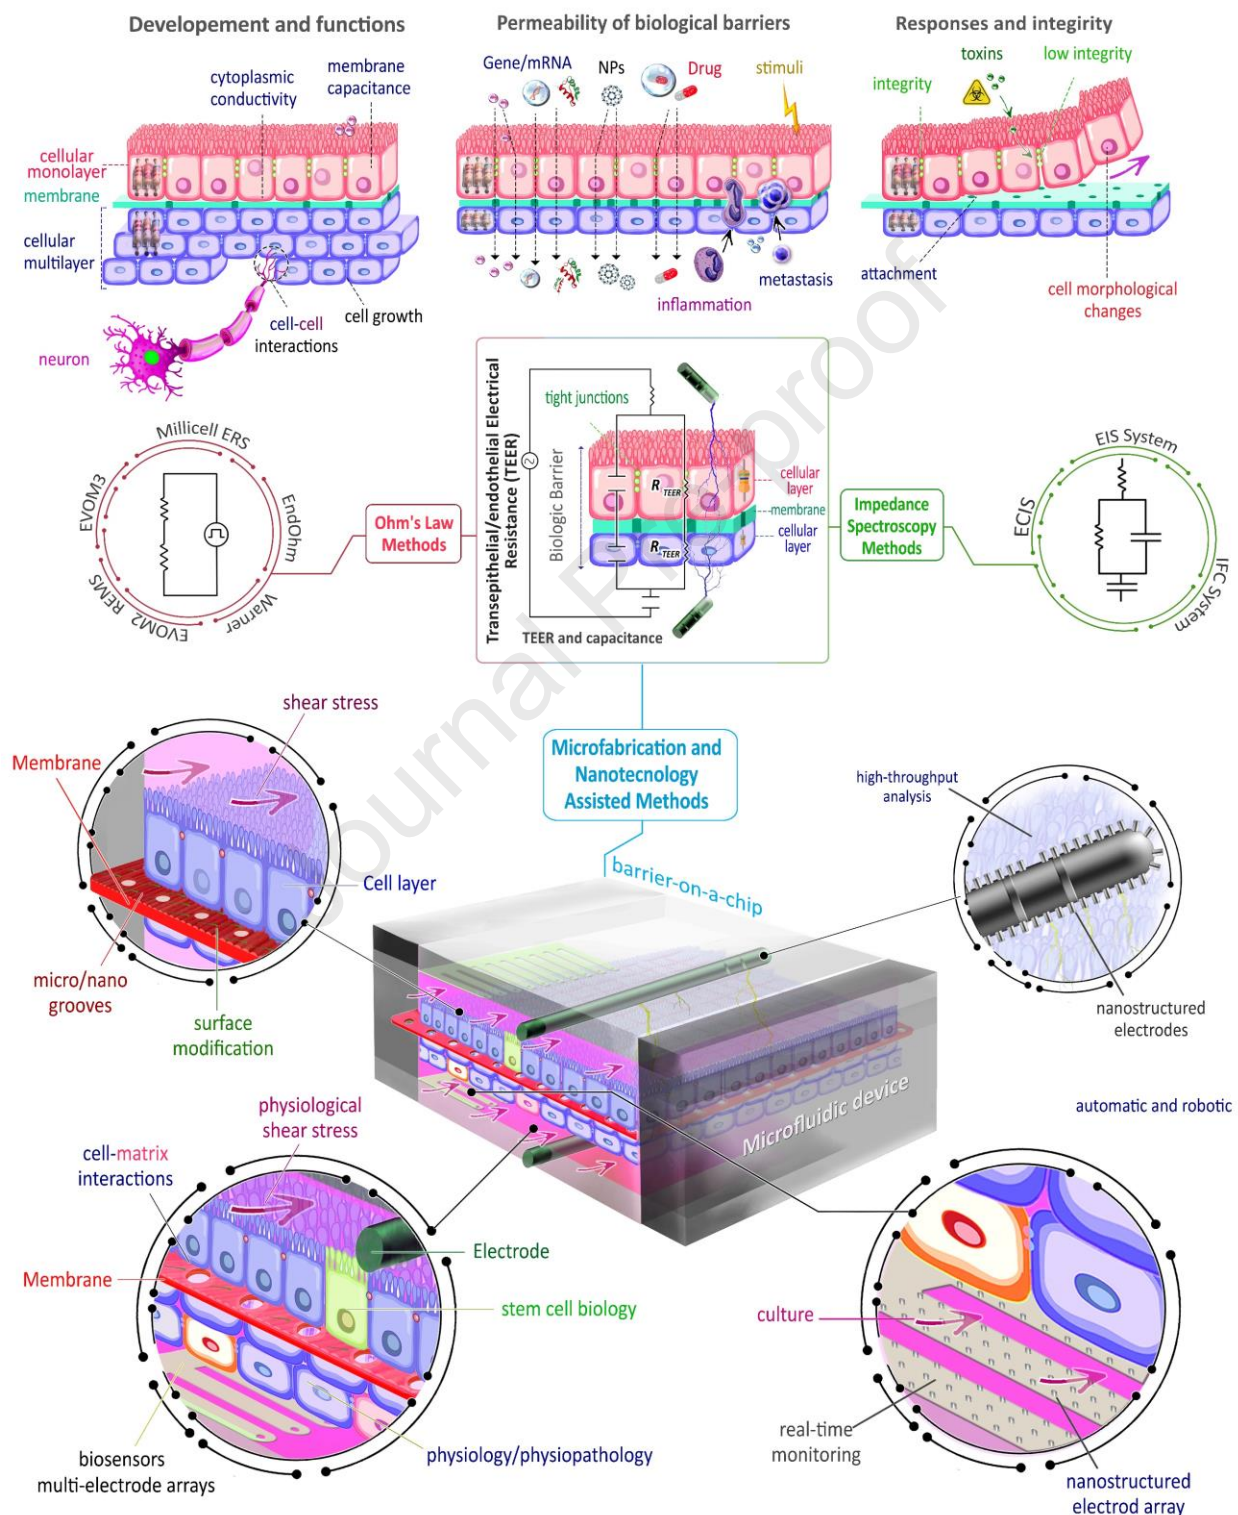 Developement and functions
Permeability of biological barriers
Responses and integirity
cytoplasmic
conductivity
membrane
capacitance
cellular
monolayer
membrane
cellular
multilayer
neuron
cell-cell
interactions
cell growth
Gene/mRNA
NPs
Drug
stimuli
inflammation
metastasis
toxins
low integrity
integrity
attachment
cell morphological
changes
Millicell ERS
EndOhm
Warner
EVOM2 REMS
EVOM3
Ohm's Law
Methods
Transepithelial/endothelial Electrical
Resistance (TEER)
tight junctions
Biologic Barrier
R TEER
R TEER
cellular
layer
membrane
cellular
layer
TEER and capacitance
Impedance
Spectroscopy
Methods
EIS System
ECIS
IFC System
Journal Pre-proof
Microfabrication and
Nanotecnology
Assisted Methods
barrier-on-a-chip
shear stress
Membrane
Cell layer
micro/nano
grooves
surface
modification
high-throughput
analysis
nanostructured
electrodes
Microfluidic device
automatic and robotic
physiological
shear stress
cell-matrix
interactions
Membrane
Electrode
stem cell biology
biosensors
multi-electrode arrays
physiology/physiopathology
culture
real-time
monitoring
nanostructured
electrod array